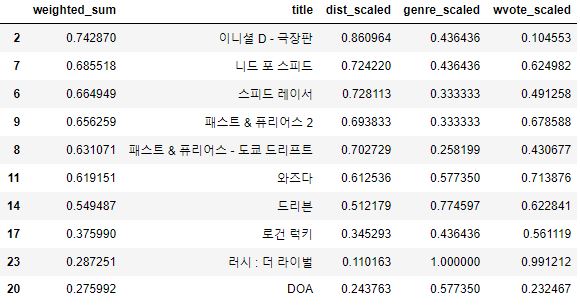 weighted_sum title dist_scaled genre_scaled wvote_scaled
2 0.742870 이니셜 D - 극장판 0.860964 0.436436 0.104553
7 0.685518 니드 포 스피드 0.724220 0.436436 0.624982
6 0.664949 스피드 레이서 0.728113 0.333333 0.491258
9 0.656259 패스트 & 퓨리어스 2 0.693833 0.333333 0.678588
8 0.631071 패스트 & 퓨리어스 - 도쿄 드리프트 0.702729 0.258199 0.430677
11 0.619151 와즈다 0.612536 0.577350 0.713876
14 0.549487 드리븐 0.512179 0.774597 0.622841
17 0.375990 로건 럭키 0.345293 0.436436 0.561119
23 0.287251 러시 : 더 라이벌 0.110163 1.000000 0.991212
20 0.275992 DOA 0.243763 0.577350 0.232467